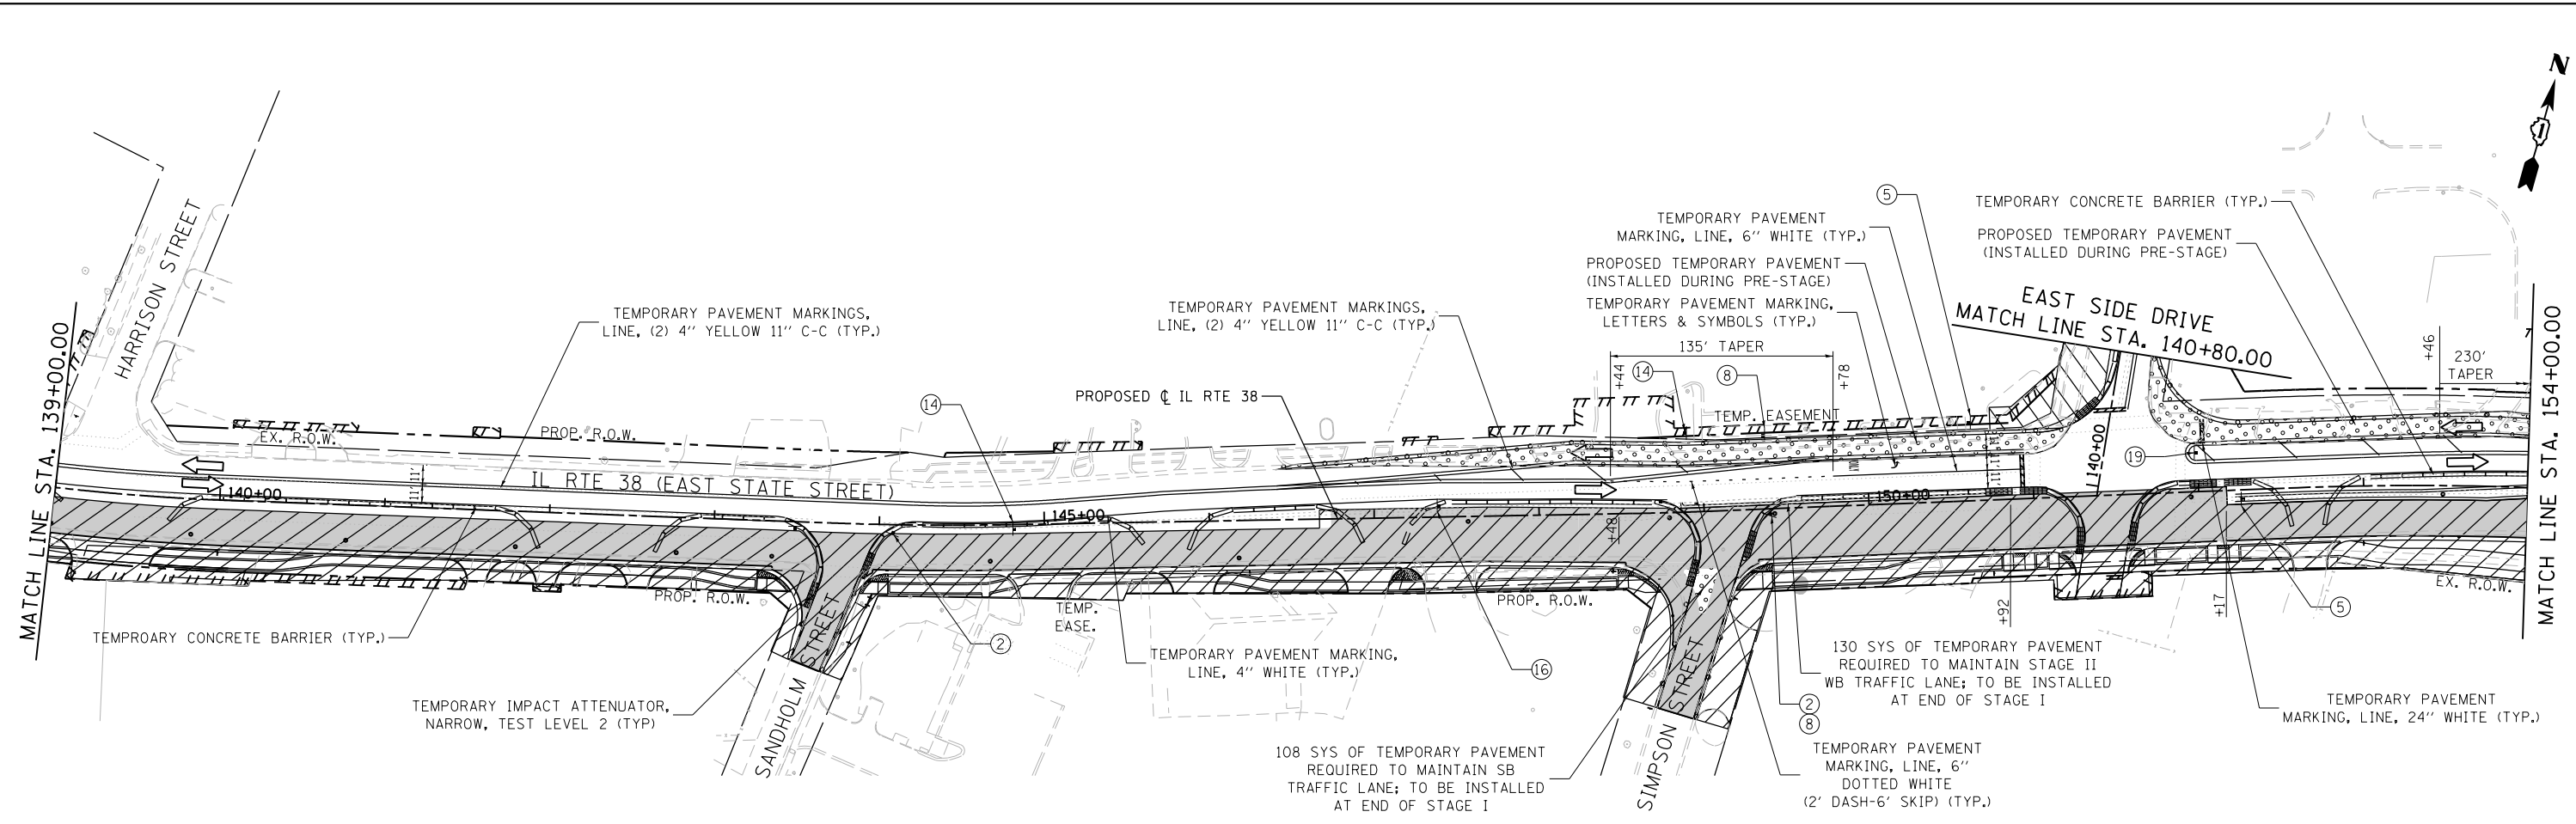 N
MATCH LINE STA. 139+00.00
HARRISON STREET
TEMPORARY PAVEMENT MARKINGS,
LINE, (2) 4'' YELLOW 11'' C-C (TYP.)
TEMPORARY PAVEMENT MARKINGS,
LINE, (2) 4'' YELLOW 11'' C-C (TYP.)
PROPOSED ℄ IL RTE 38
TEMPORARY PAVEMENT
MARKING, LINE, 6'' WHITE (TYP.)
PROPOSED TEMPORARY PAVEMENT
(INSTALLED DURING PRE-STAGE)
TEMPORARY PAVEMENT MARKING,
LETTERS & SYMBOLS (TYP.)
135' TAPER
+44
+78
14
8
5
TEMP. EASEMENT
TEMPORARY CONCRETE BARRIER (TYP.)
PROPOSED TEMPORARY PAVEMENT
(INSTALLED DURING PRE-STAGE)
EAST SIDE DRIVE
MATCH LINE STA. 140+80.00
+46
230'
TAPER
MATCH LINE STA. 154+00.00
EX. R.O.W.
PROP. R.O.W.
14
IL RTE 38 (EAST STATE STREET)
11'
11'
140+00
145+00
150+00
140+00
19
+48
+92
+17
11'
11'
PROP. R.O.W.
TEMP.
EASE.
PROP. R.O.W.
EX. R.O.W.
TEMPROARY CONCRETE BARRIER (TYP.)
2
TEMPORARY PAVEMENT MARKING,
LINE, 4'' WHITE (TYP.)
16
5
130 SYS OF TEMPORARY PAVEMENT
REQUIRED TO MAINTAIN STAGE II
WB TRAFFIC LANE; TO BE INSTALLED
AT END OF STAGE I
2
8
TEMPORARY IMPACT ATTENUATOR,
NARROW, TEST LEVEL 2 (TYP)
SANDHOLM STREET
108 SYS OF TEMPORARY PAVEMENT
REQUIRED TO MAINTAIN SB
TRAFFIC LANE; TO BE INSTALLED
AT END OF STAGE I
SIMPSON STREET
TEMPORARY PAVEMENT
MARKING, LINE, 6''
DOTTED WHITE
(2' DASH-6' SKIP) (TYP.)
TEMPORARY PAVEMENT
MARKING, LINE, 24'' WHITE (TYP.)